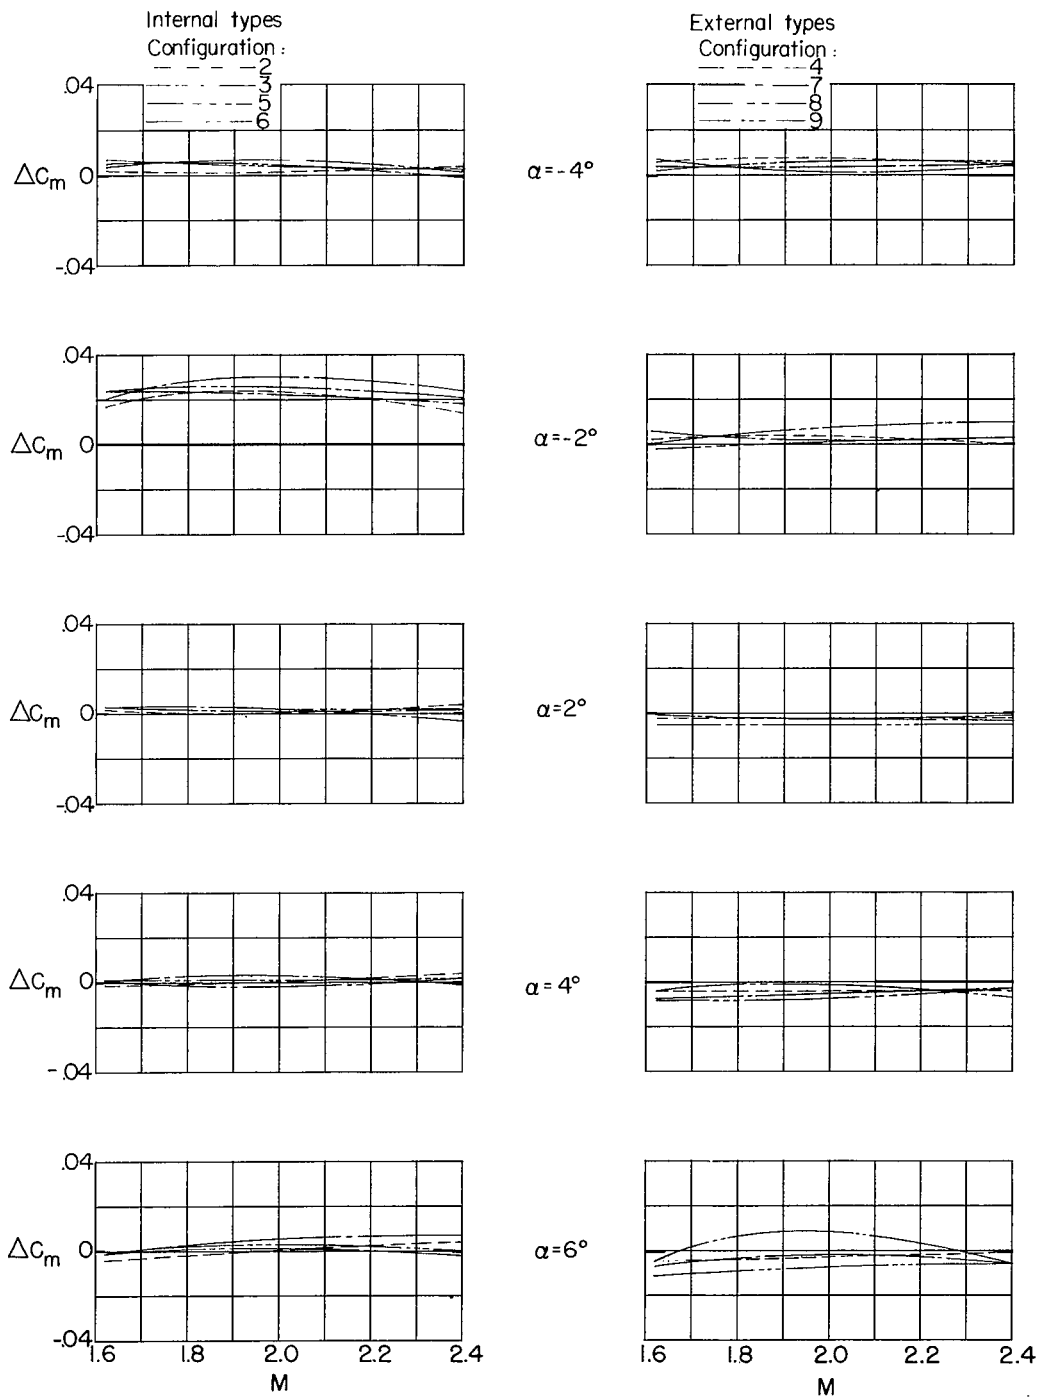 Internal types
Configuration :
2
3
5
6
External types
Configuration :
4
7
8
9
.04
ΔCm 0
-.04
α=-4°
.04
ΔCm 0
-.04
α=-2°
.04
ΔCm 0
-.04
α=2°
.04
ΔCm 0
-.04
α=4°
.04
ΔCm 0
-.04
α=6°
1.6 1.8 2.0 2.2 2.4
M
1.6 1.8 2.0 2.2 2.4
M